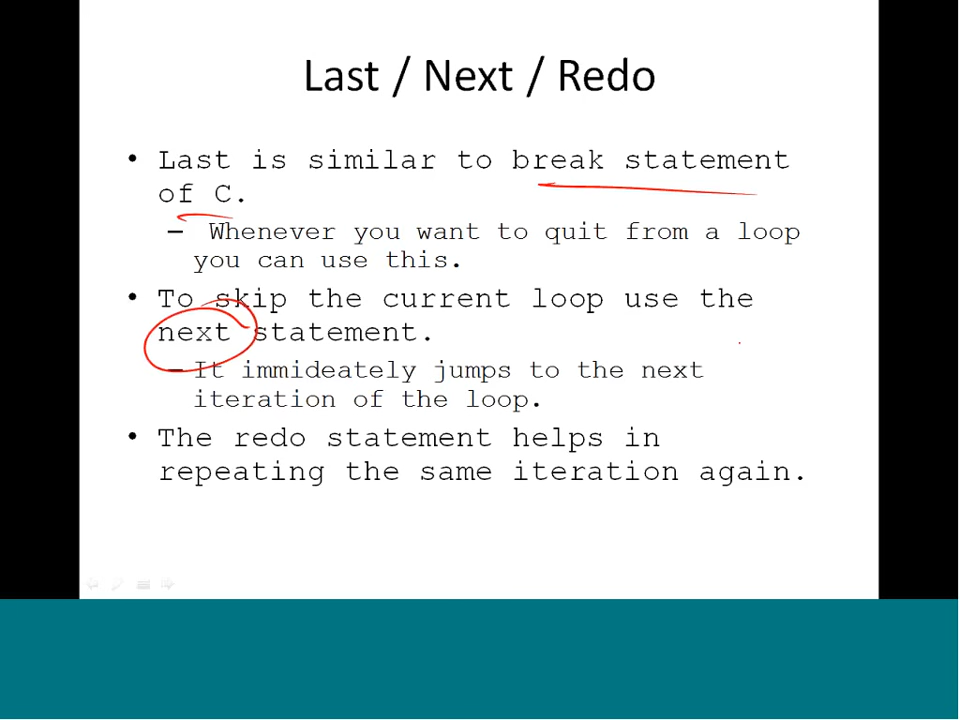 Last / Next / Redo
• Last is similar to break statement
of C.
– Whenever you want to quit from a loop
you can use this.
• To skip the current loop use the
next statement.
– It immideately jumps to the next
iteration of the loop.
• The redo statement helps in
repeating the same iteration again.